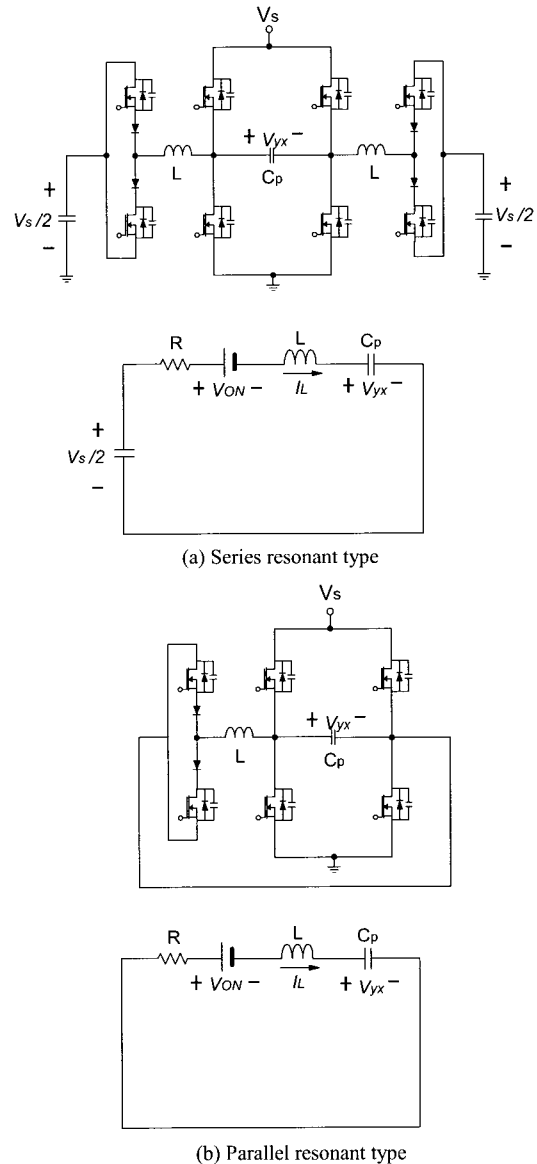 Vs
+ Vyx −
L
Cp
L
+
Vs/2
−
+
Vs/2
−
R
L
Cp
+ VON −
IL
+ Vyx −
+
Vs/2
−
(a) Series resonant type
Vs
+ Vyx −
L
Cp
R
L
Cp
+ VON −
IL
+ Vyx −
(b) Parallel resonant type